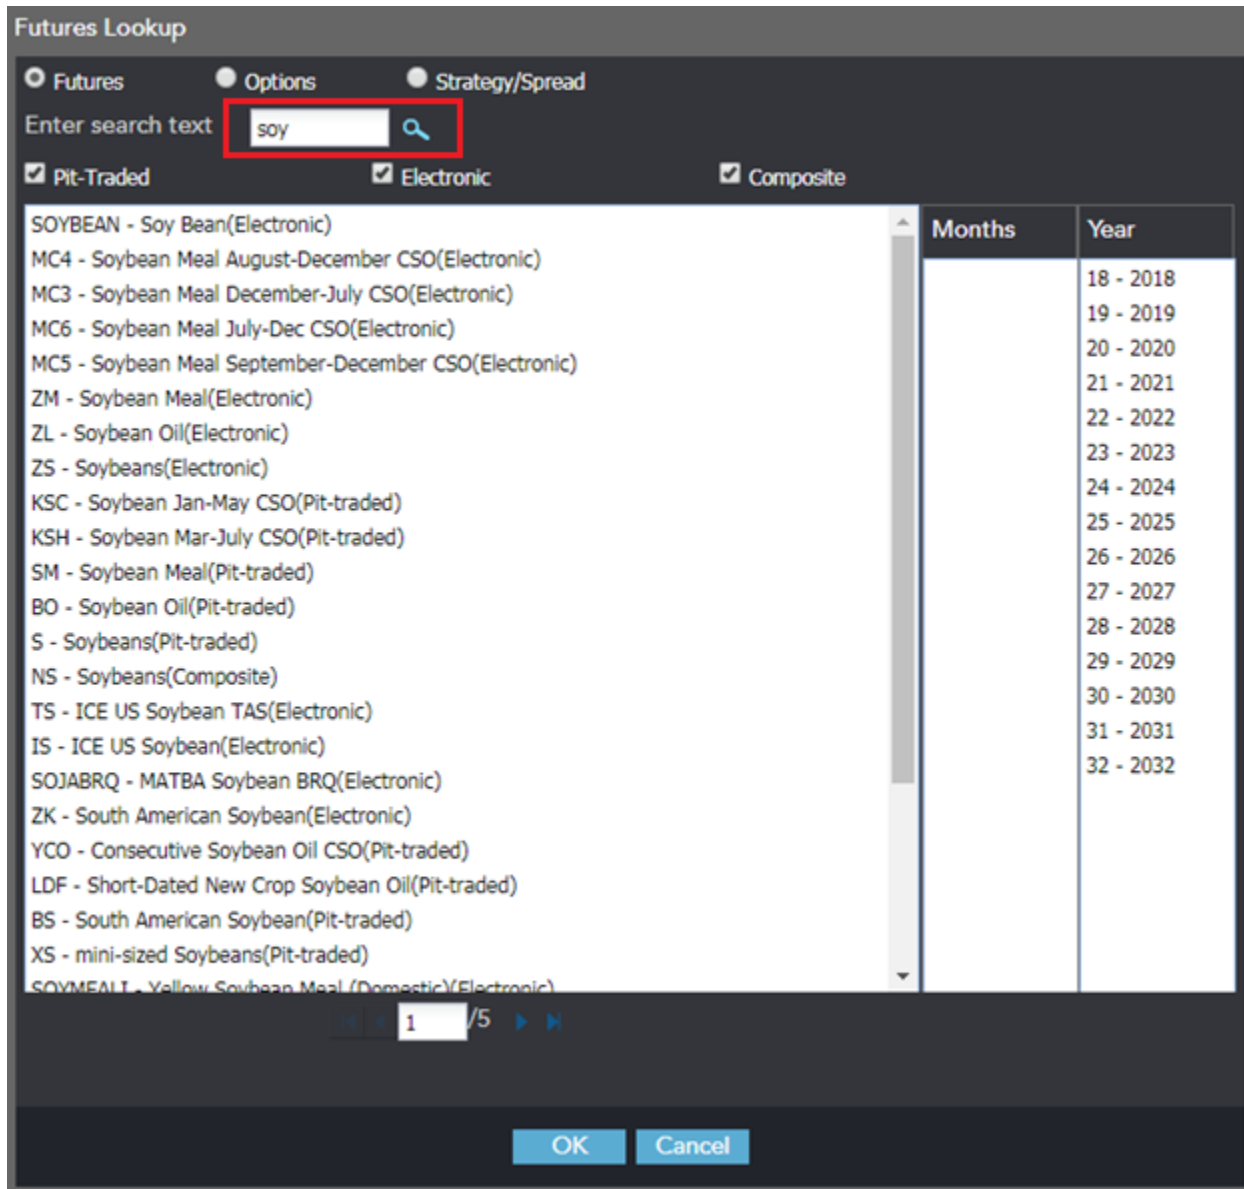 Futures Lookup
Futures Options Strategy/Spread
Enter search text soy
Pit-Traded Electronic Composite
SOYBEAN - Soy Bean(Electronic)
MC4 - Soybean Meal August-December CSO(Electronic)
MC3 - Soybean Meal December-July CSO(Electronic)
MC6 - Soybean Meal July-Dec CSO(Electronic)
MC5 - Soybean Meal September-December CSO(Electronic)
ZM - Soybean Meal(Electronic)
ZL - Soybean Oil(Electronic)
ZS - Soybeans(Electronic)
KSC - Soybean Jan-May CSO(Pit-traded)
KSH - Soybean Mar-July CSO(Pit-traded)
SM - Soybean Meal(Pit-traded)
BO - Soybean Oil(Pit-traded)
S - Soybeans(Pit-traded)
NS - Soybeans(Composite)
TS - ICE US Soybean TAS(Electronic)
IS - ICE US Soybean(Electronic)
SOJABRQ - MATBA Soybean BRQ(Electronic)
ZK - South American Soybean(Electronic)
YCO - Consecutive Soybean Oil CSO(Pit-traded)
LDF - Short-Dated New Crop Soybean Oil(Pit-traded)
BS - South American Soybean(Pit-traded)
XS - mini-sized Soybeans(Pit-traded)
SOYMEALI - Yellow Soybean Meal (Domestic)(Electronic)
Months Year
18 - 2018
19 - 2019
20 - 2020
21 - 2021
22 - 2022
23 - 2023
24 - 2024
25 - 2025
26 - 2026
27 - 2027
28 - 2028
29 - 2029
30 - 2030
31 - 2031
32 - 2032
1 /5
OK Cancel